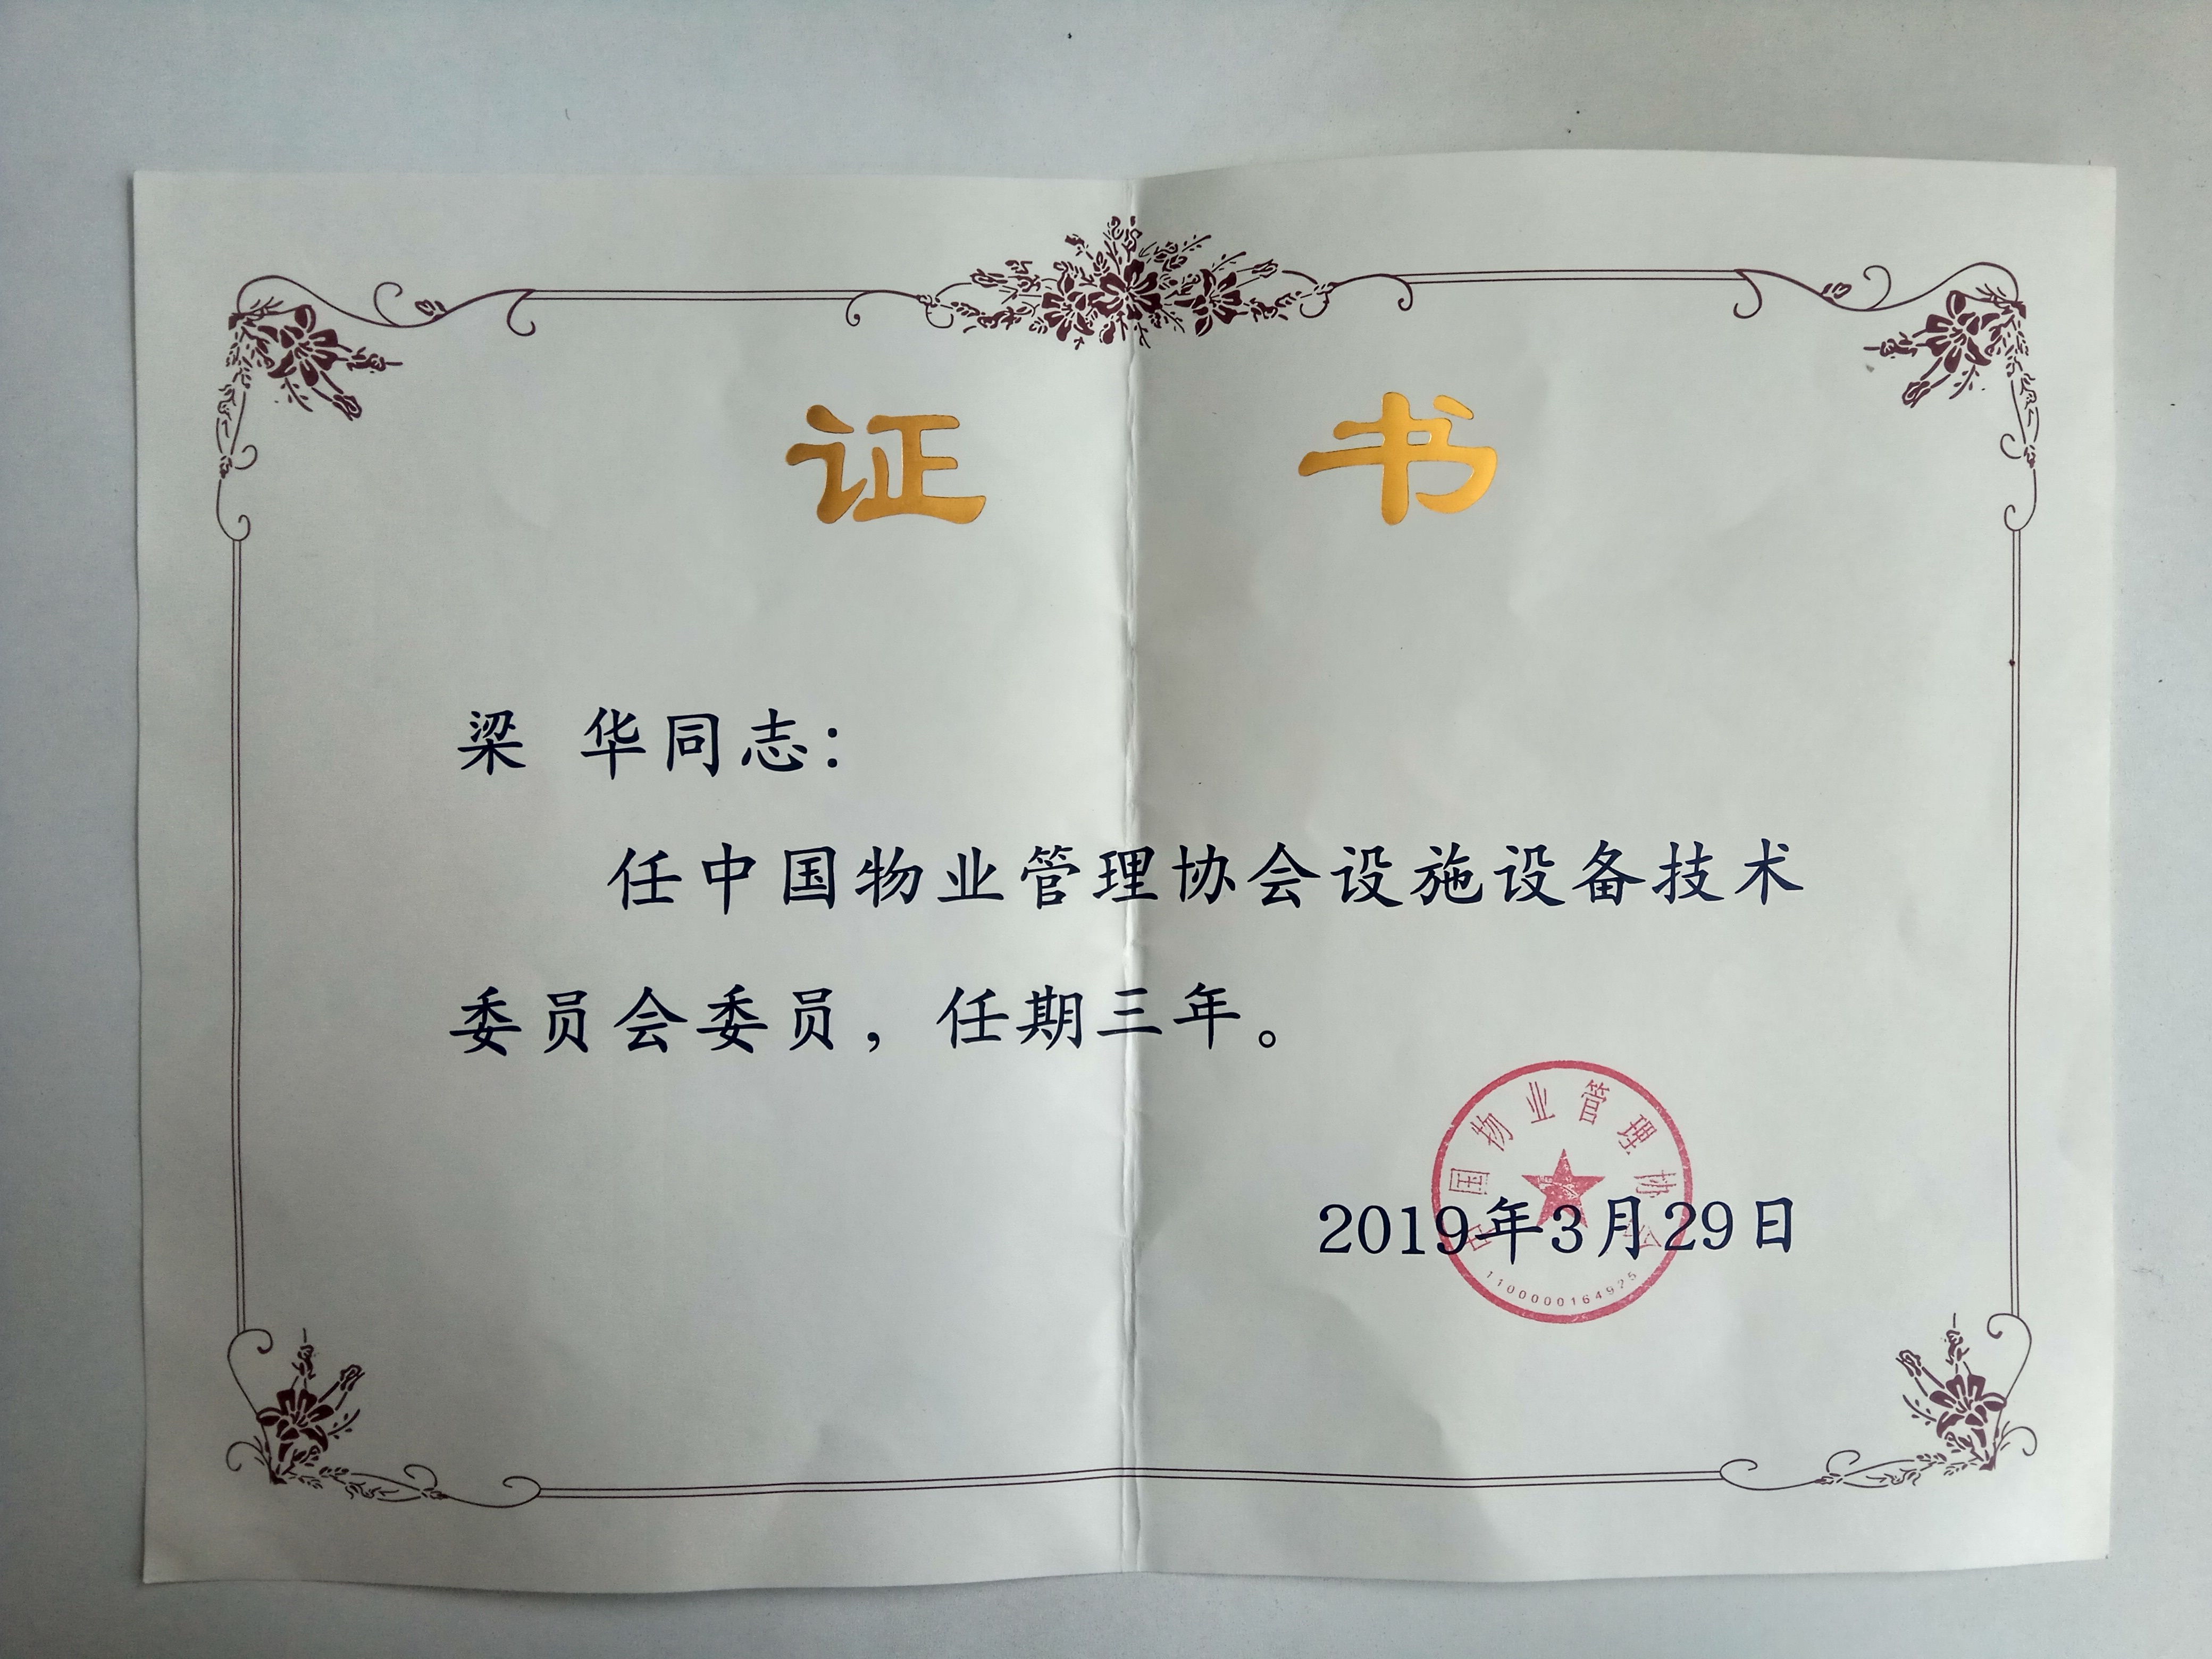 证 书
梁 华同志：
任中国物业管理协会设施设备技术
委员会委员，任期三年。
中国物业管理协会
2019年3月29日
1100000164925